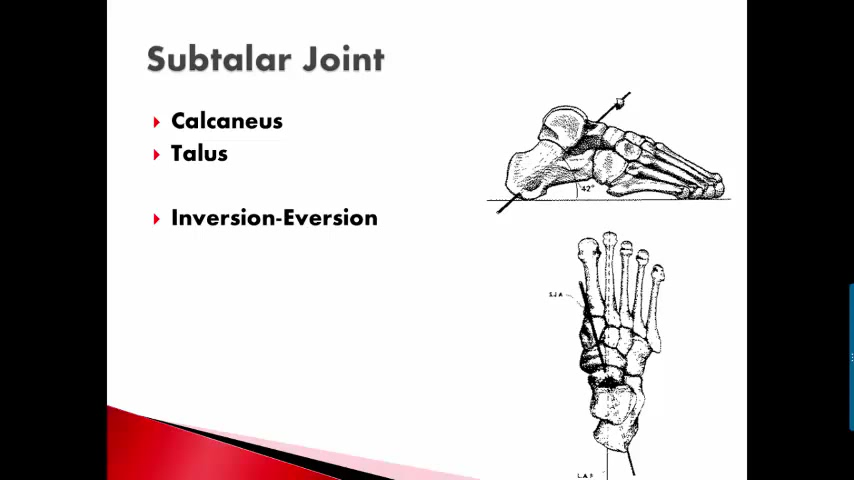 Subtalar Joint
Calcaneus
Talus
Inversion-Eversion
42°
S.J.A.